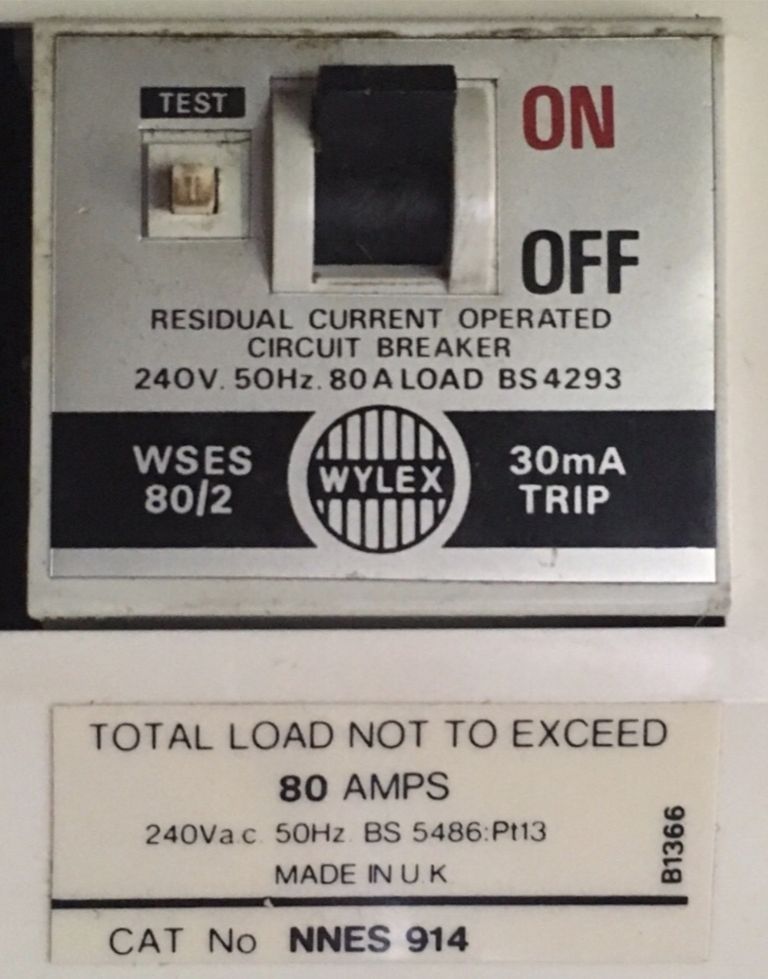 TEST
T
ON
OFF
RESIDUAL CURRENT OPERATED
CIRCUIT BREAKER
240V. 50Hz. 80A LOAD BS4293
WSES
80/2
WYLEX
30mA
TRIP
TOTAL LOAD NOT TO EXCEED
80 AMPS
240Va.c. 50Hz. BS 5486:Pt13
MADE IN U.K.
B1366
CAT No NNES 914